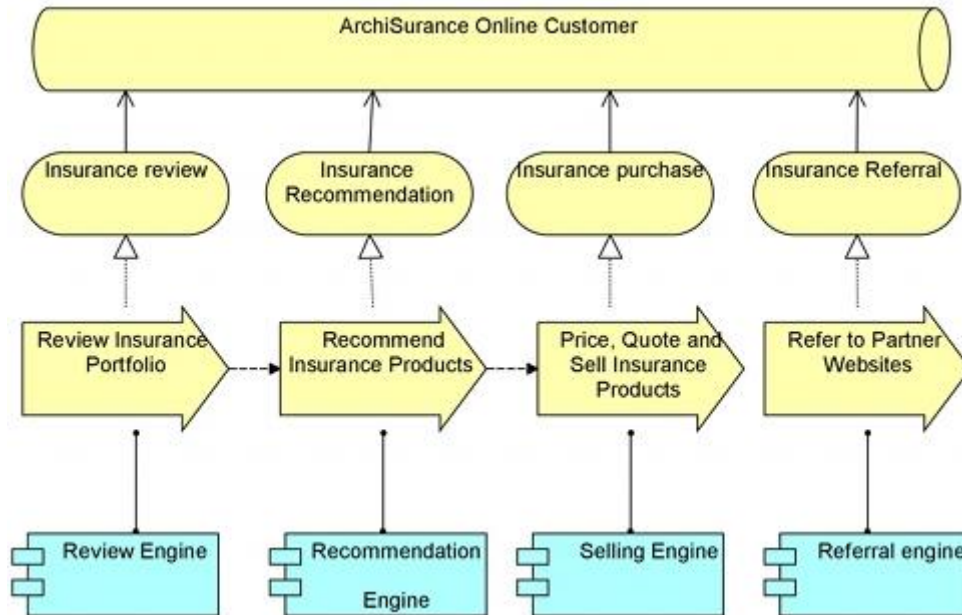 ArchiSurance Online Customer
Insurance review
Insurance
Recommendation
Insurance purchase
Insurance Referral
Review Insurance
Portfolio
Recommend
Insurance Products
Price, Quote and
Sell Insurance
Products
Refer to Partner
Websites
Review Engine
Recommendation
Engine
Selling Engine
Referral engine